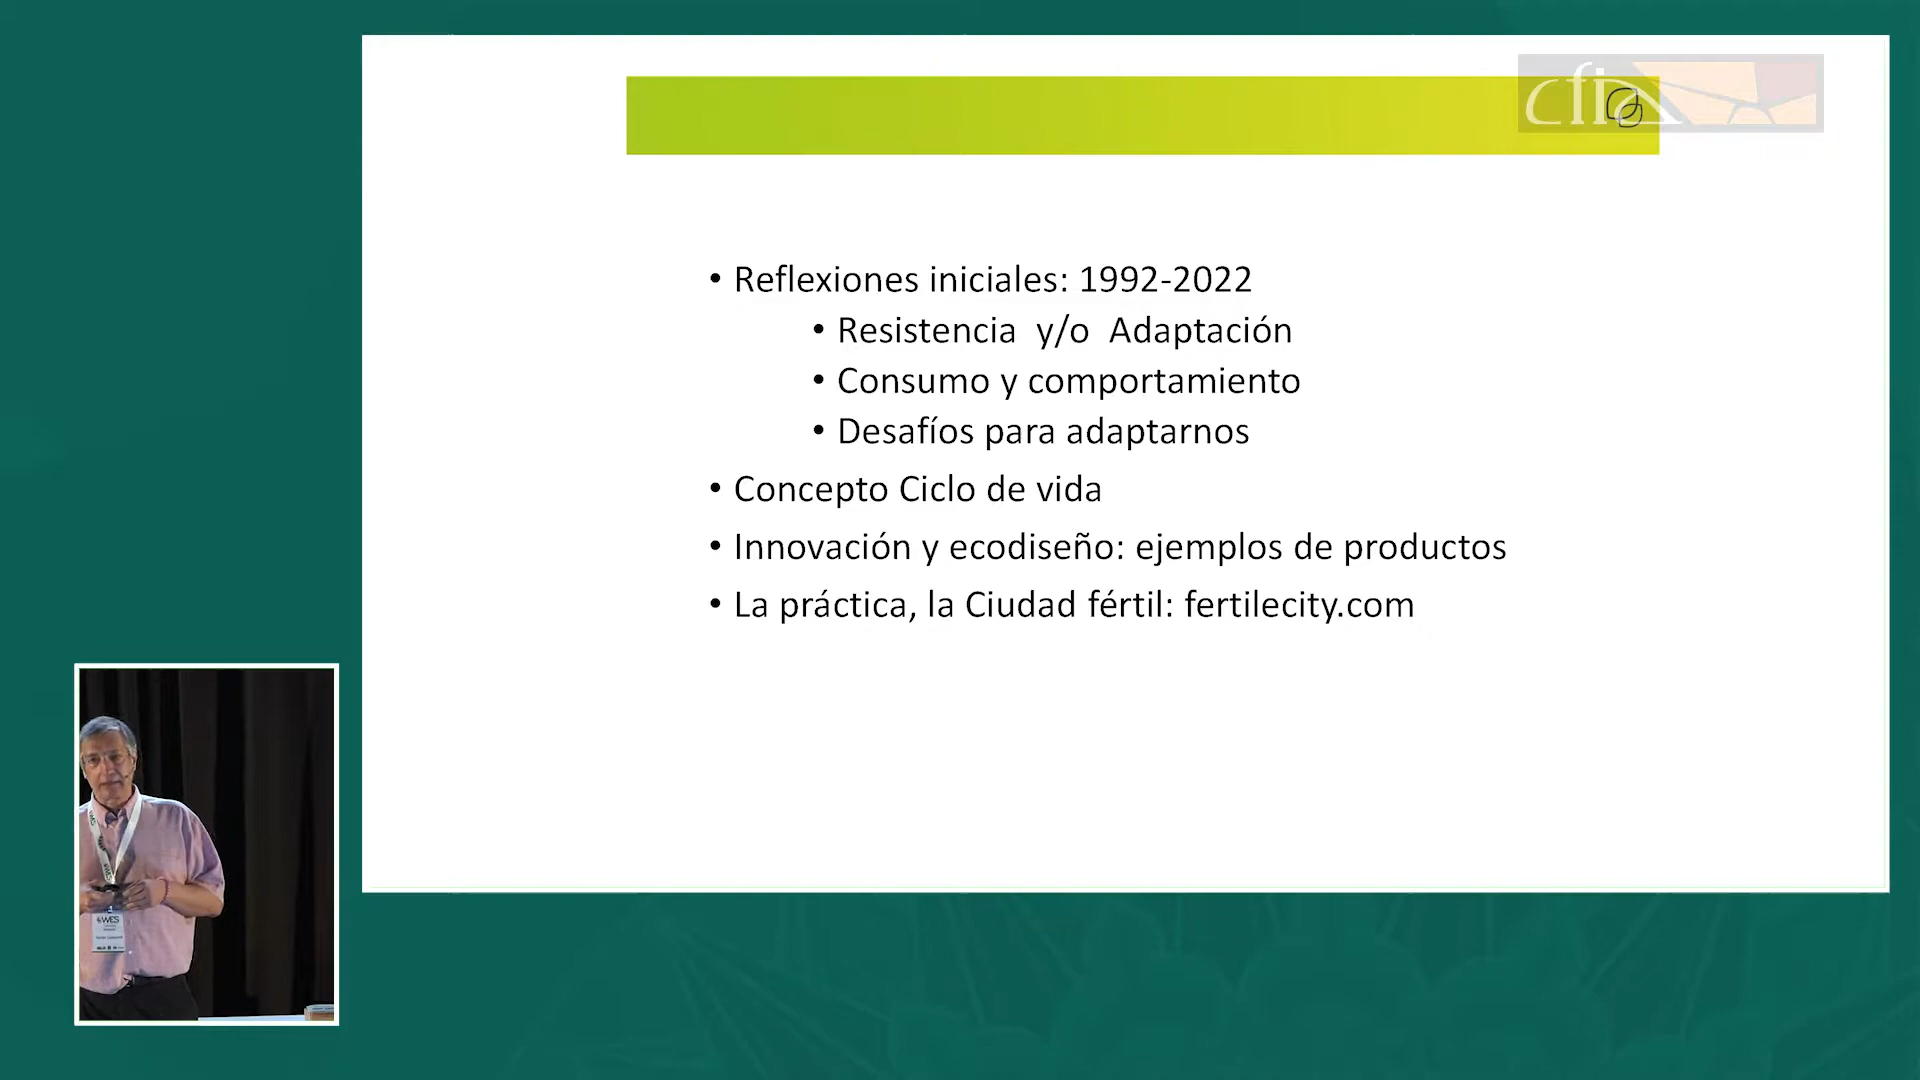 cfia
• Reflexiones iniciales: 1992-2022
• Resistencia y/o Adaptación
• Consumo y comportamiento
• Desafíos para adaptarnos
• Concepto Ciclo de vida
• Innovación y ecodiseño: ejemplos de productos
• La práctica, la Ciudad fértil: fertilecity.com
WES